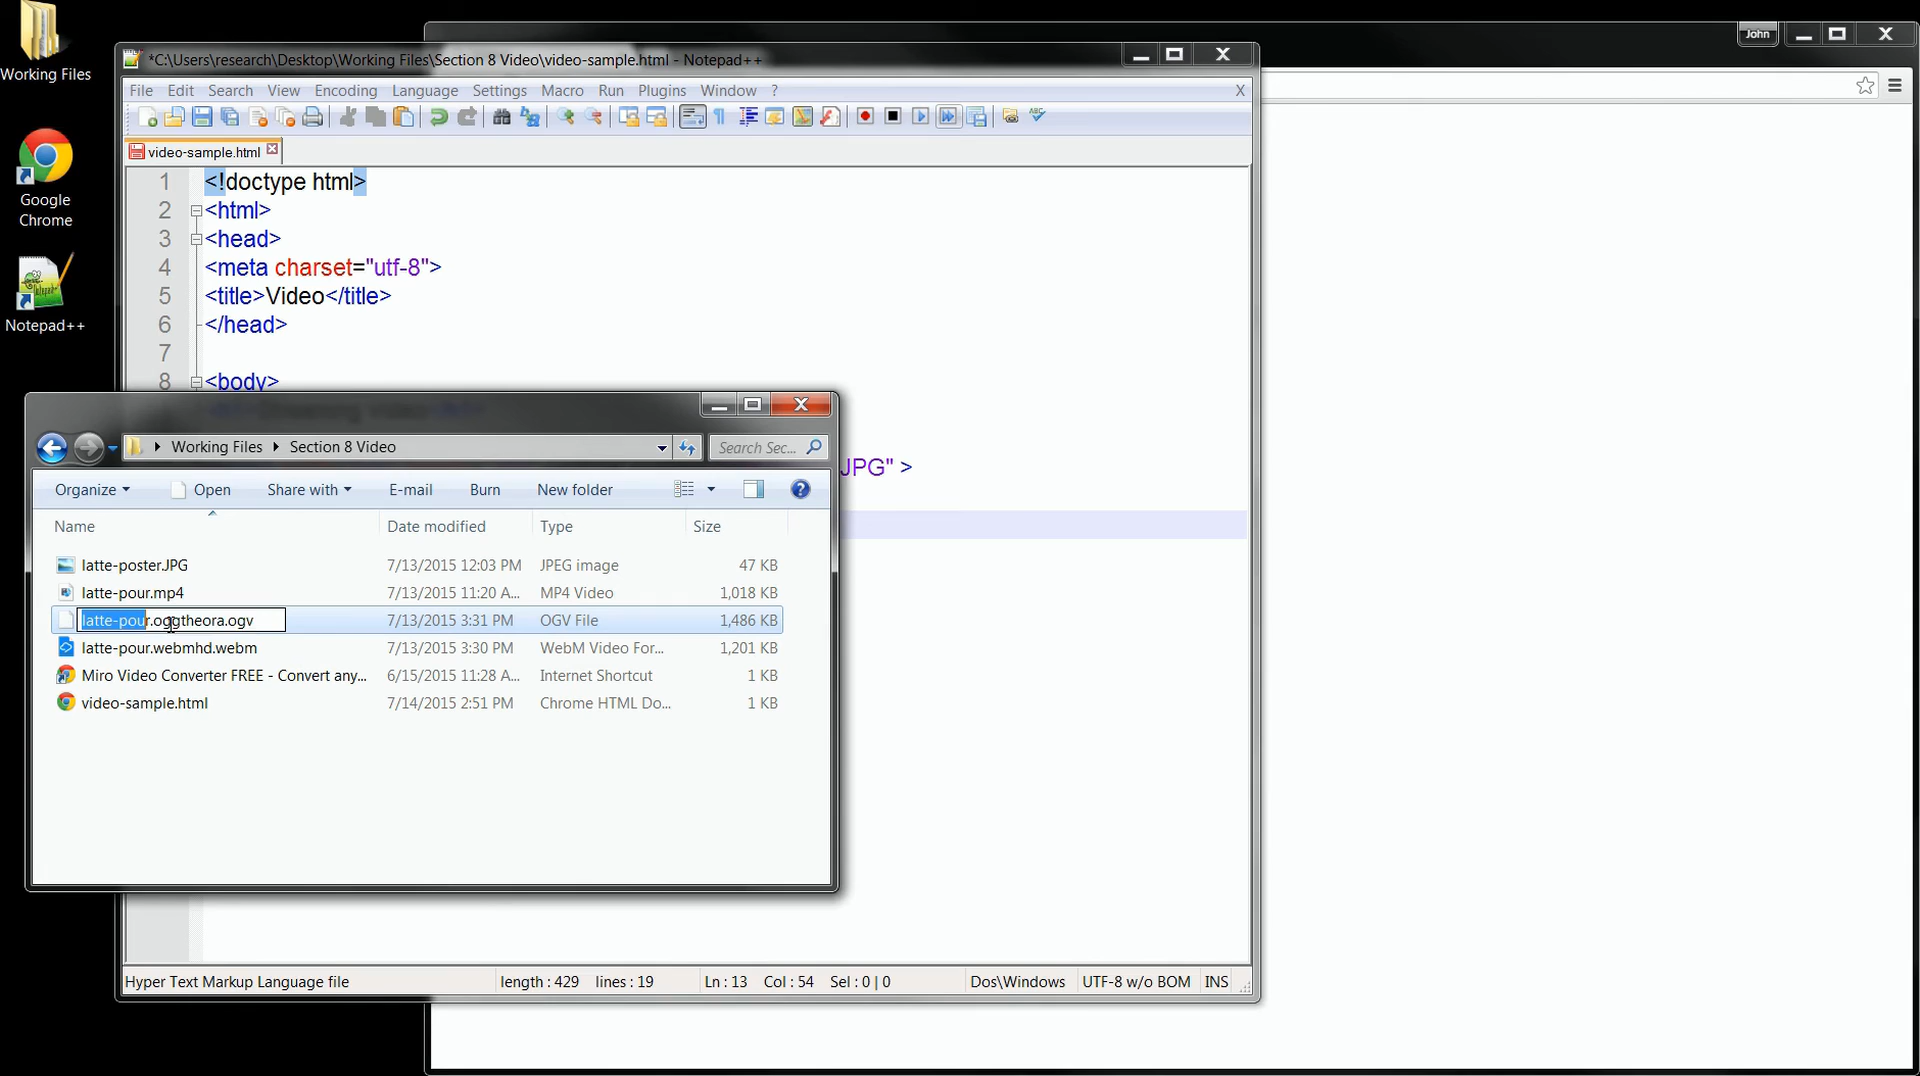 Working Files
Google
Chrome
Notepad++
John
*C:\Users\research\Desktop\Working Files\Section 8 Video\video-sample.html - Notepad++
File Edit Search View Encoding Language Settings Macro Run Plugins Window ? X
video-sample.html
1 <!doctype html>
2 <html>
3 <head>
4 <meta charset="utf-8">
5 <title>Video</title>
6 </head>
7
8 <body>
JPG" >
Working Files Section 8 Video
Search Sec...
Organize Open Share with E-mail Burn New folder
Name Date modified Type Size
latte-poster.JPG 7/13/2015 12:03 PM JPEG image 47 KB
latte-pour.mp4 7/13/2015 11:20 A... MP4 Video 1,018 KB
latte-pour.oggtheora.ogv 7/13/2015 3:31 PM OGV File 1,486 KB
latte-pour.webmhd.webm 7/13/2015 3:30 PM WebM Video For... 1,201 KB
Miro Video Converter FREE - Convert any... 6/15/2015 11:28 A... Internet Shortcut 1 KB
video-sample.html 7/14/2015 2:51 PM Chrome HTML Do... 1 KB
Hyper Text Markup Language file length : 429 lines : 19 Ln : 13 Col : 54 Sel : 0 | 0 Dos\Windows UTF-8 w/o BOM INS